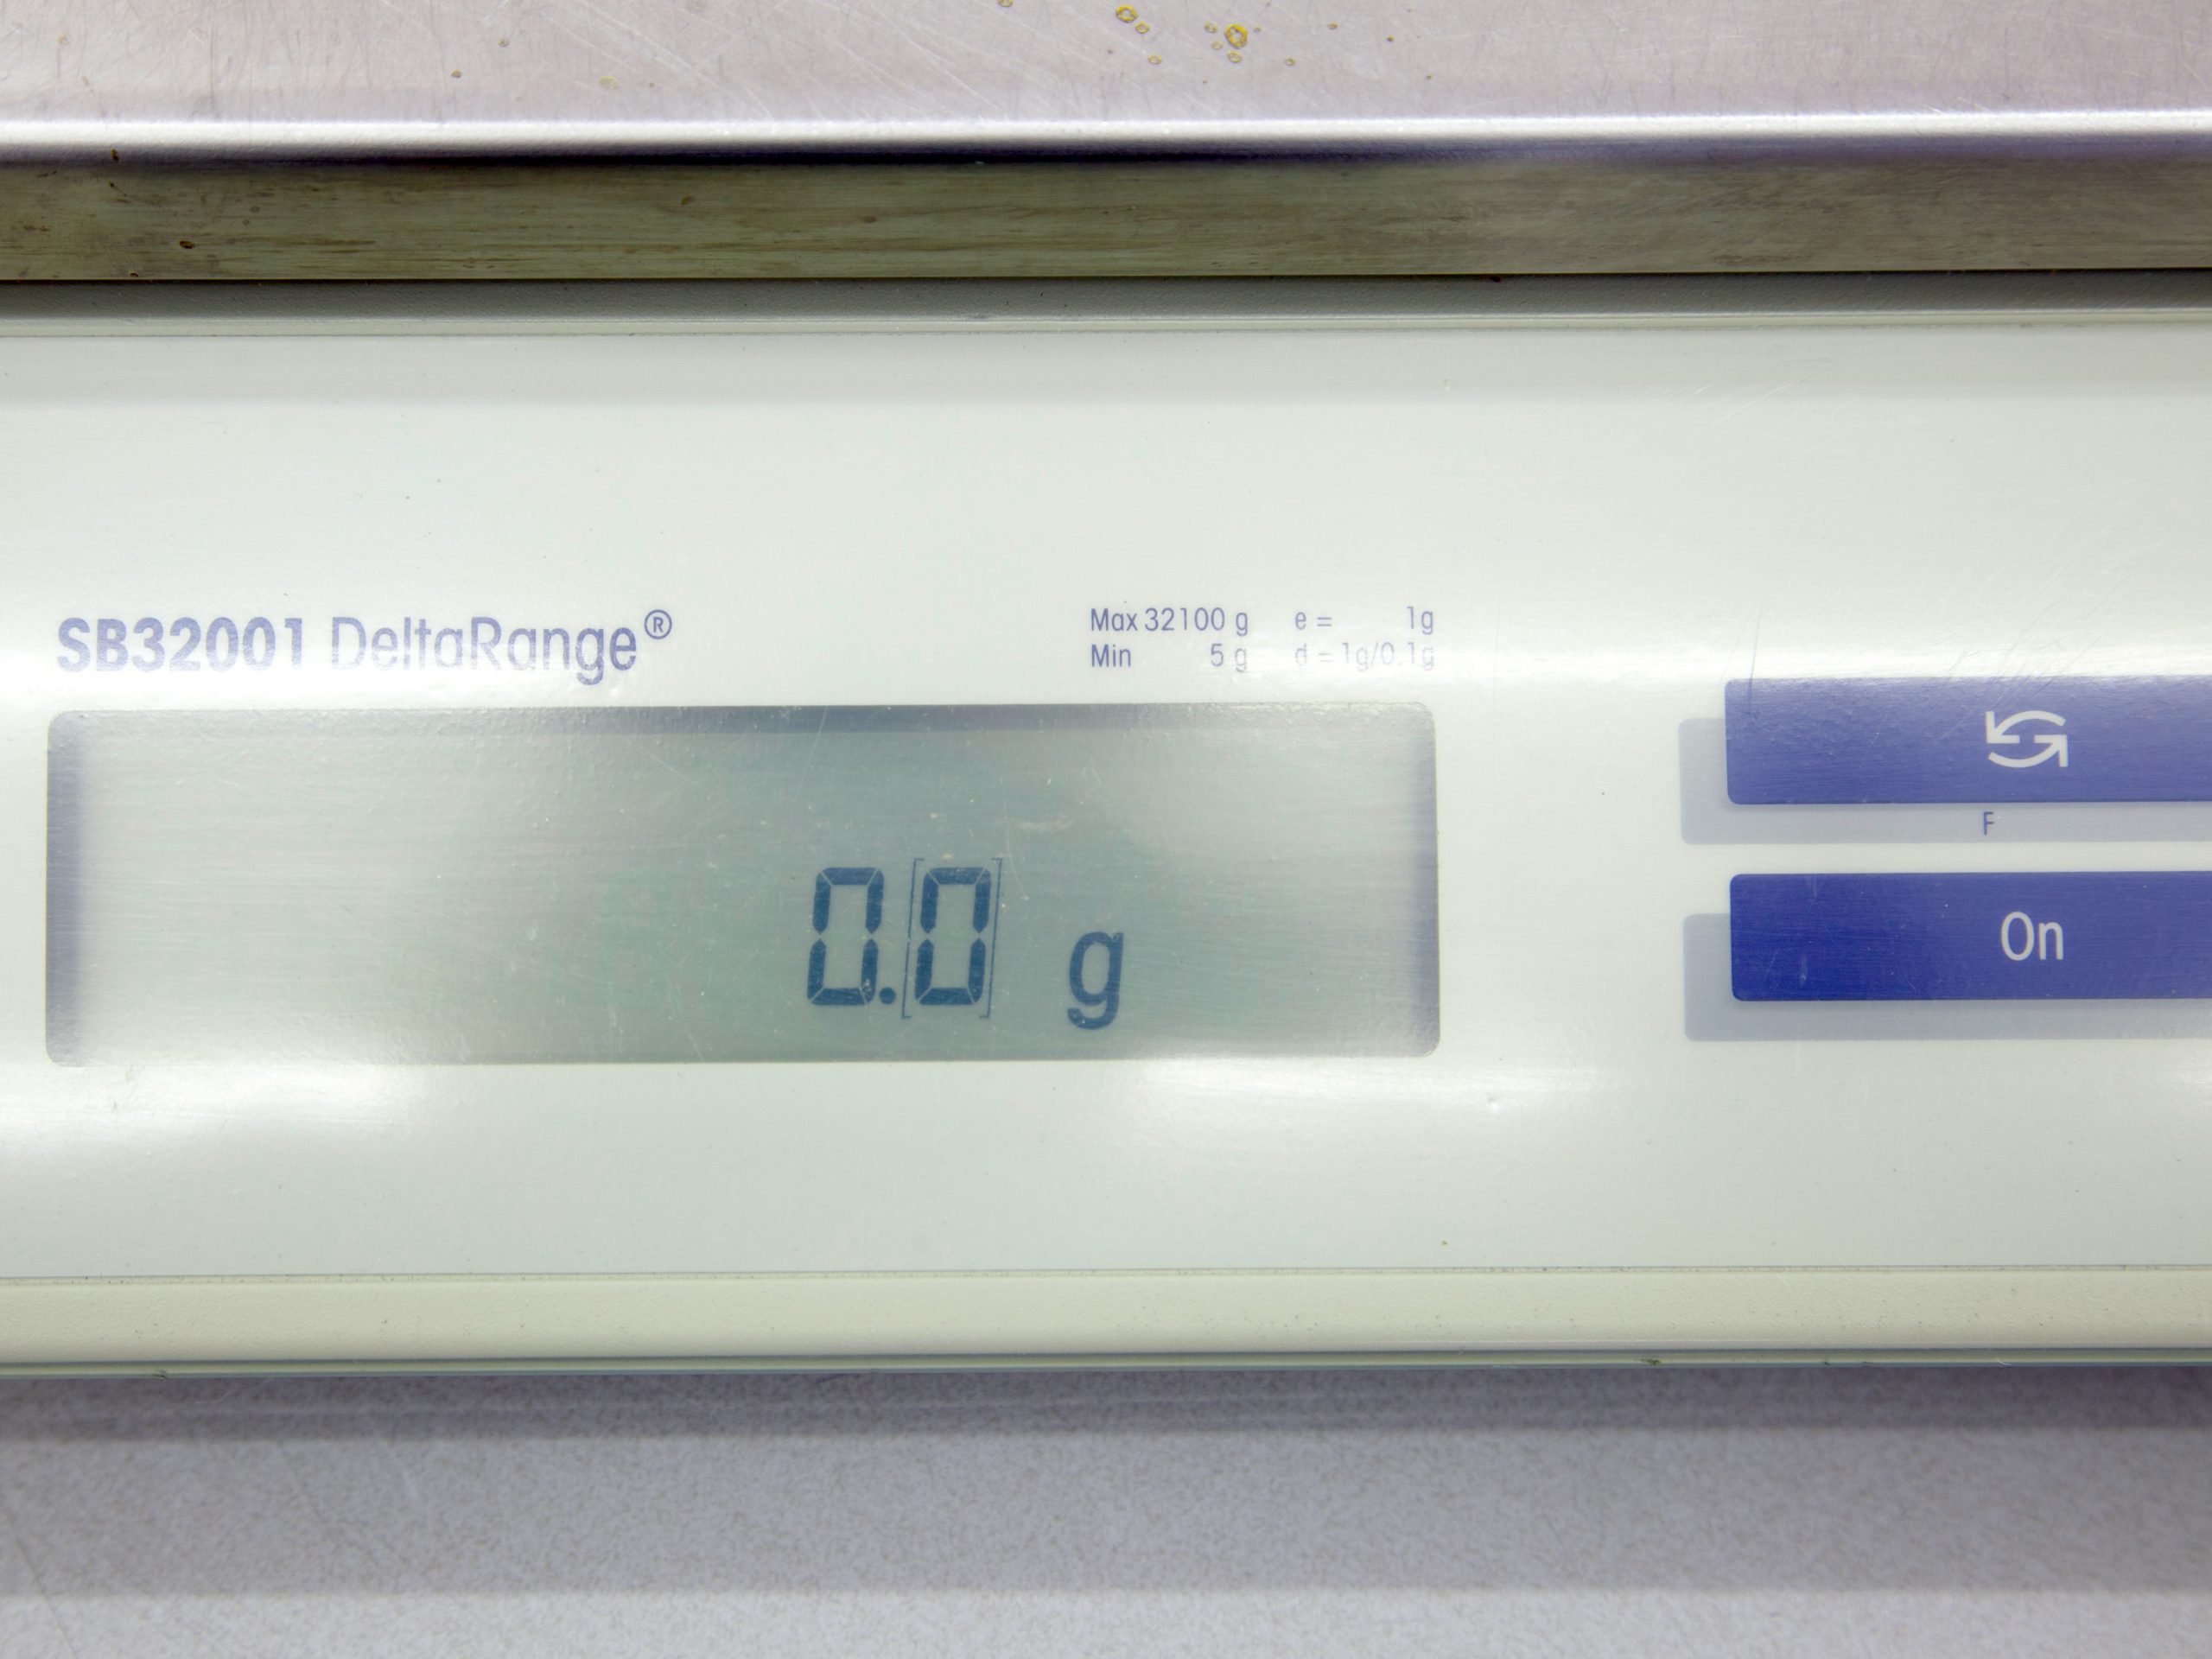 SB32001 DeltaRange®
Max 32100 g e = 1g
Min 5 g d = 1g/0.1g
F
0.[0] g
On